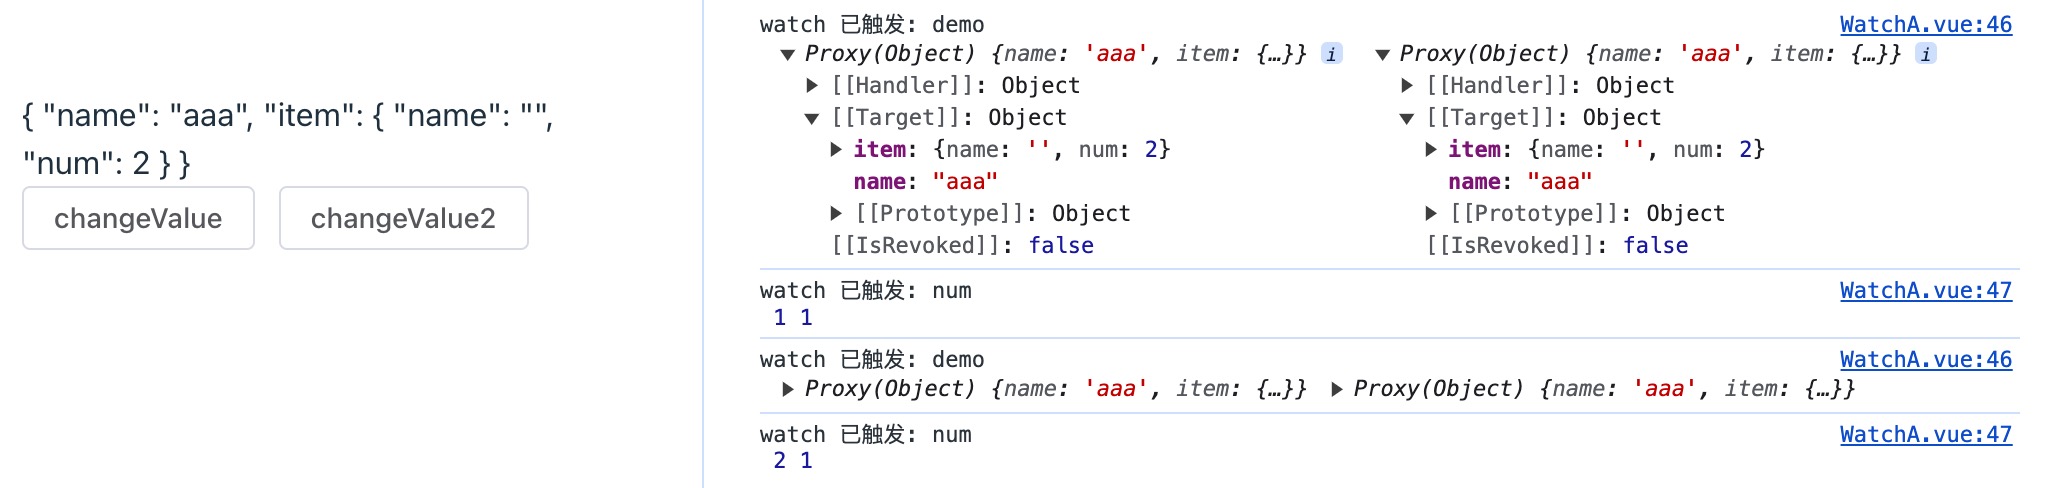 { "name": "aaa", "item": { "name": "",
"num": 2 } }
changeValue changeValue2
watch 已触发: demo WatchA.vue:46
▼ Proxy(Object) {name: 'aaa', item: {…}} i ▼ Proxy(Object) {name: 'aaa', item: {…}} i
▶ [[Handler]]: Object ▶ [[Handler]]: Object
▼ [[Target]]: Object ▼ [[Target]]: Object
▶ item: {name: '', num: 2} ▶ item: {name: '', num: 2}
name: "aaa" name: "aaa"
▶ [[Prototype]]: Object ▶ [[Prototype]]: Object
[[IsRevoked]]: false [[IsRevoked]]: false
watch 已触发: num WatchA.vue:47
1 1
watch 已触发: demo WatchA.vue:46
▶ Proxy(Object) {name: 'aaa', item: {…}} ▶ Proxy(Object) {name: 'aaa', item: {…}}
watch 已触发: num WatchA.vue:47
2 1